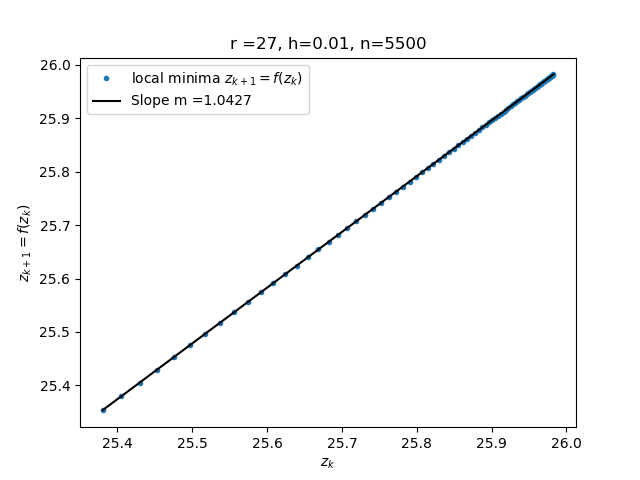 r =27, h=0.01, n=5500
local minima z_{k+1} = f(z_k)
Slope m =1.0427
26.0
25.9
25.8
25.7
25.6
25.5
25.4
z_{k+1} = f(z_k)
25.4 25.5 25.6 25.7 25.8 25.9 26.0
z_k